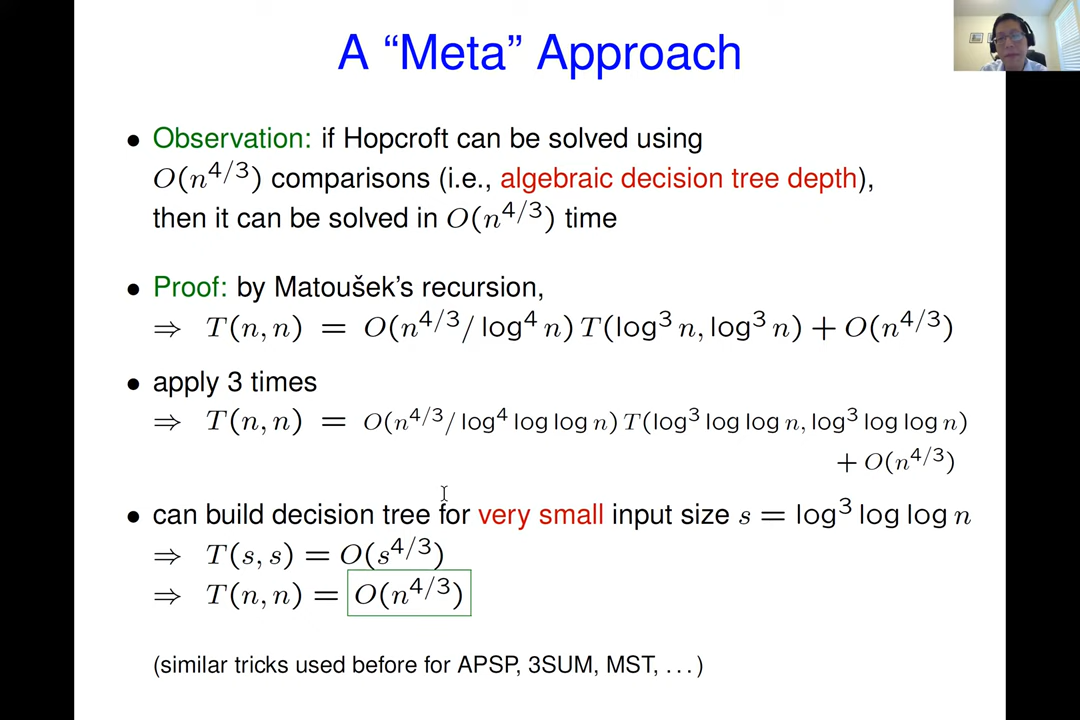 A “Meta” Approach
• Observation: if Hopcroft can be solved using
O(n^{4/3}) comparisons (i.e., algebraic decision tree depth),
then it can be solved in O(n^{4/3}) time
• Proof: by Matoušek’s recursion,
⇒ T(n, n) = O(n^{4/3}/ log^4 n) T(log^3 n, log^3 n) + O(n^{4/3})
• apply 3 times
⇒ T(n, n) = O(n^{4/3}/ log^4 log log n) T(log^3 log log n, log^3 log log n)
+ O(n^{4/3})
• can build decision tree for very small input size s = log^3 log log n
⇒ T(s, s) = O(s^{4/3})
⇒ T(n, n) = O(n^{4/3})
(similar tricks used before for APSP, 3SUM, MST, . . . )